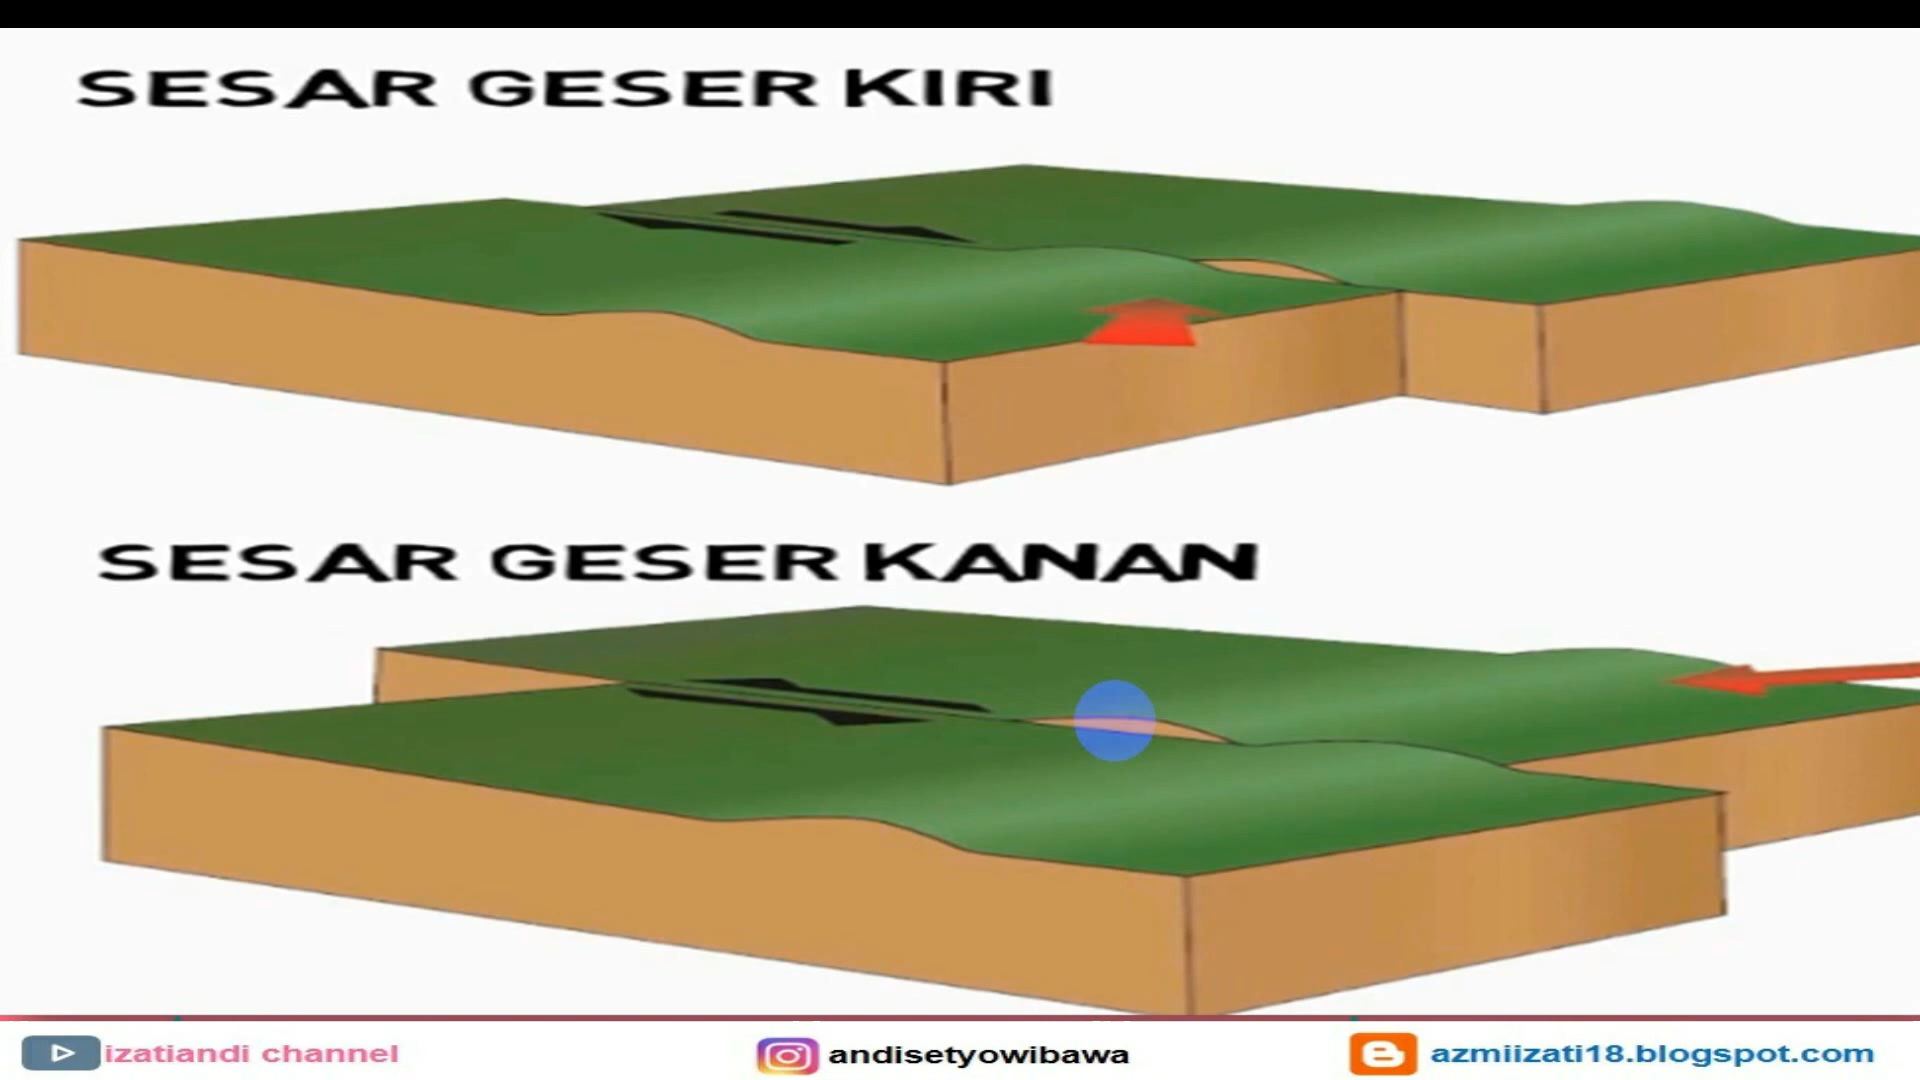 SESAR GESER KIRI
SESAR GESER KANAN
izatiandi channel
andisetyowibawa
azmiizati18.blogspot.com